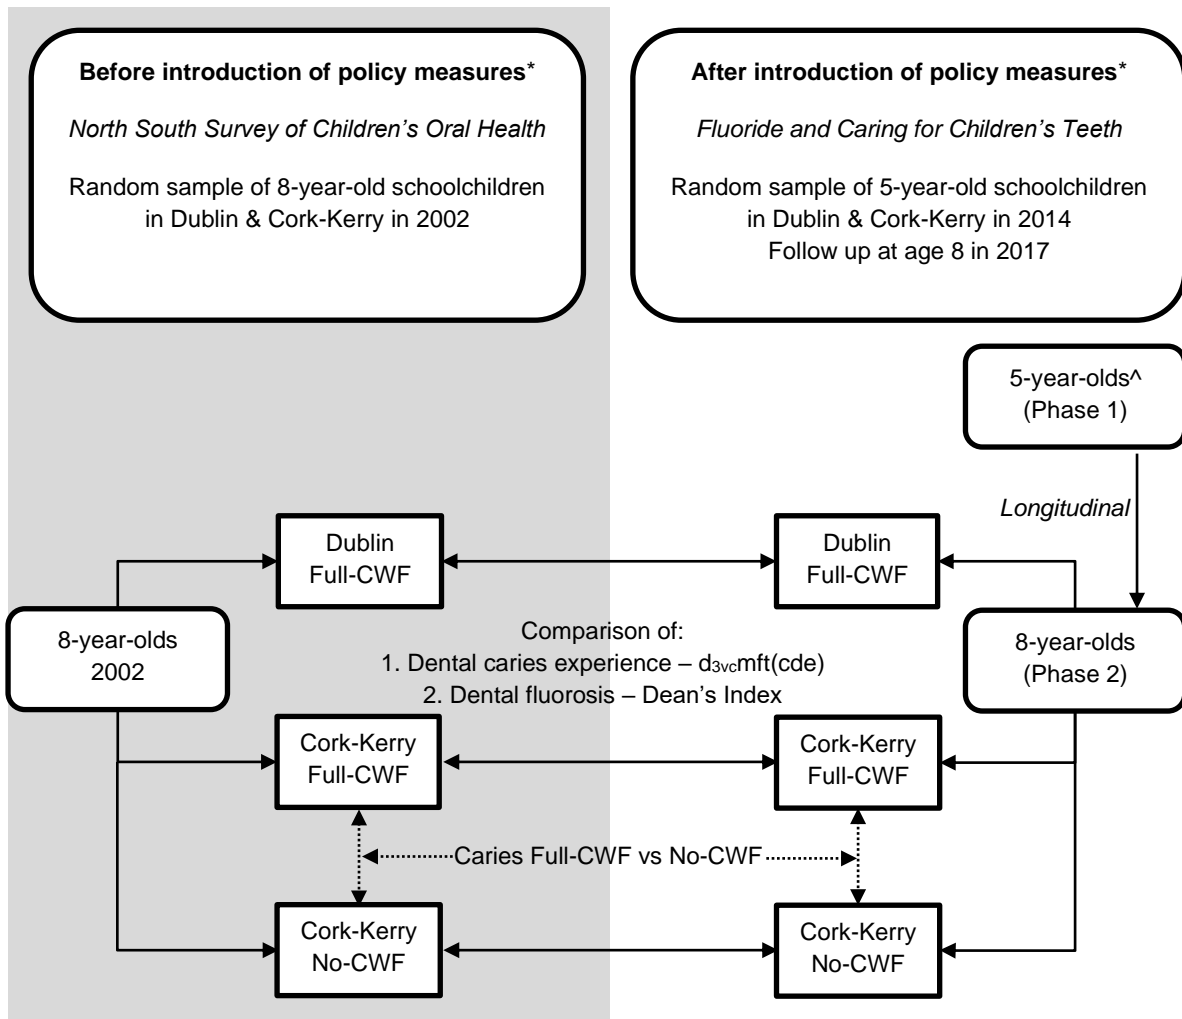 Before introduction of policy measures*
North South Survey of Children's Oral Health
Random sample of 8-year-old schoolchildren
in Dublin & Cork-Kerry in 2002
After introduction of policy measures*
Fluoride and Caring for Children's Teeth
Random sample of 5-year-old schoolchildren
in Dublin & Cork-Kerry in 2014
Follow up at age 8 in 2017
5-year-olds^
(Phase 1)
Longitudinal
Dublin
Full-CWF
Dublin
Full-CWF
8-year-olds
2002
Comparison of:
1. Dental caries experience – d3vcmft(cde)
2. Dental fluorosis – Dean's Index
8-year-olds
(Phase 2)
Cork-Kerry
Full-CWF
Cork-Kerry
Full-CWF
Caries Full-CWF vs No-CWF
Cork-Kerry
No-CWF
Cork-Kerry
No-CWF